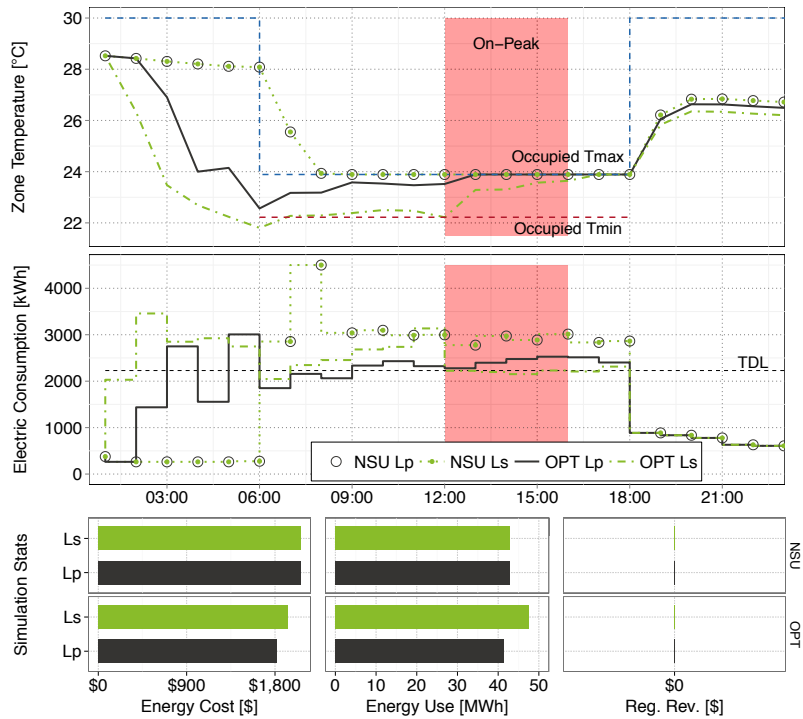 Zone Temperature [°C]
30
28
26
24
22
On−Peak
Occupied Tmax
Occupied Tmin
Electric Consumption [kWh]
4000
3000
2000
1000
0
TDL
NSU Lp NSU Ls OPT Lp OPT Ls
03:00 06:00 09:00 12:00 15:00 18:00 21:00
Simulation Stats
Ls
Lp
NSU
Ls
Lp
OPT
$0 $900 $1,800
0 10 20 30 40 50
$0
Energy Cost [$]
Energy Use [MWh]
Reg. Rev. [$]